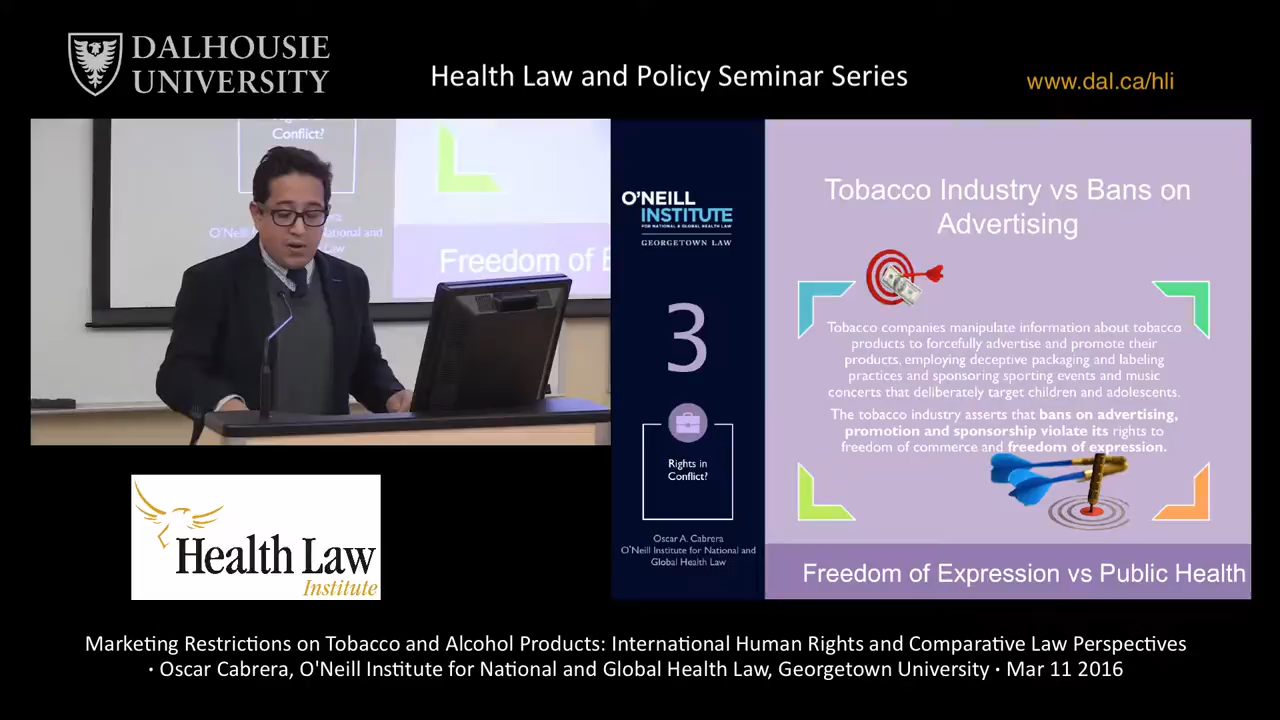 DALHOUSIE
UNIVERSITY
Health Law and Policy Seminar Series
www.dal.ca/hli
Conflict?
National and
Law
Freedom of E
O'NEILL
INSTITUTE
FOR NATIONAL & GLOBAL HEALTH LAW
GEORGETOWN LAW
3
Rights in
Conflict?
Oscar A. Cabrera
O'Neill Institute for National and
Global Health Law
Tobacco Industry vs Bans on
Advertising
Tobacco companies manipulate information about tobacco
products to forcefully advertise and promote their
products, employing deceptive packaging and labeling
practices and sponsoring sporting events and music
concerts that deliberately target children and adolescents.
The tobacco industry asserts that bans on advertising,
promotion and sponsorship violate its rights to
freedom of commerce and freedom of expression.
Freedom of Expression vs Public Health
Health Law
Institute
Marketing Restrictions on Tobacco and Alcohol Products: International Human Rights and Comparative Law Perspectives
· Oscar Cabrera, O'Neill Institute for National and Global Health Law, Georgetown University · Mar 11 2016